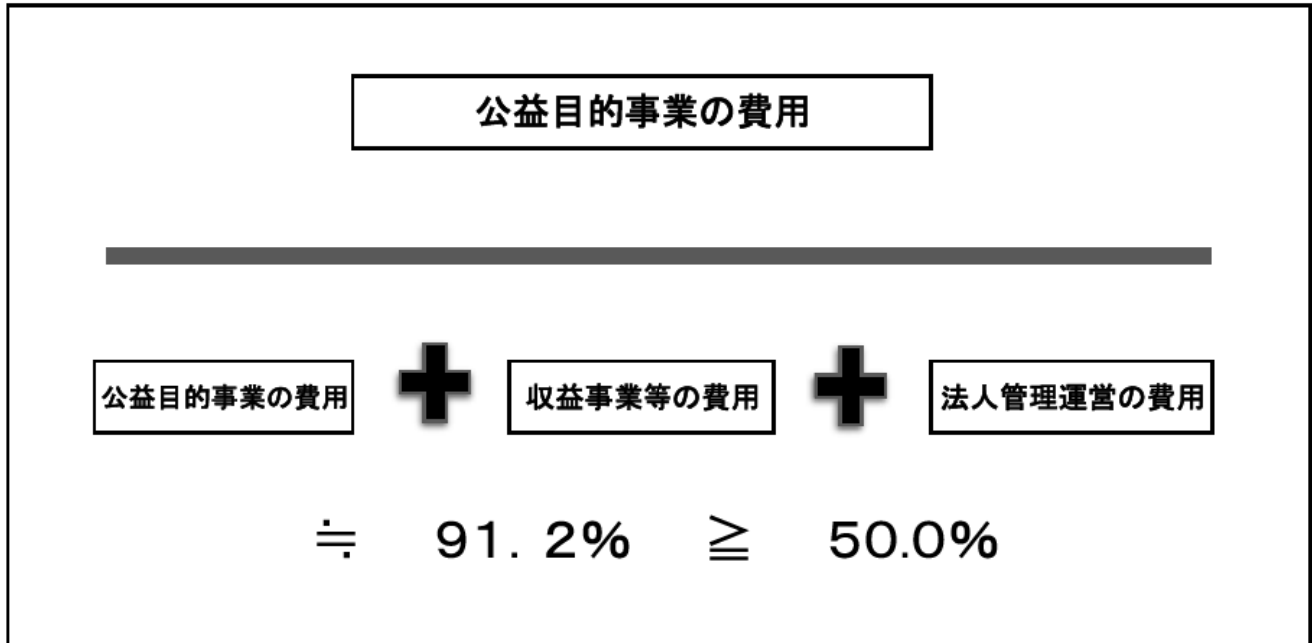 公益目的事業の費用
公益目的事業の費用 + 収益事業等の費用 + 法人管理運営の費用
≒ 91.2% ≧ 50.0%